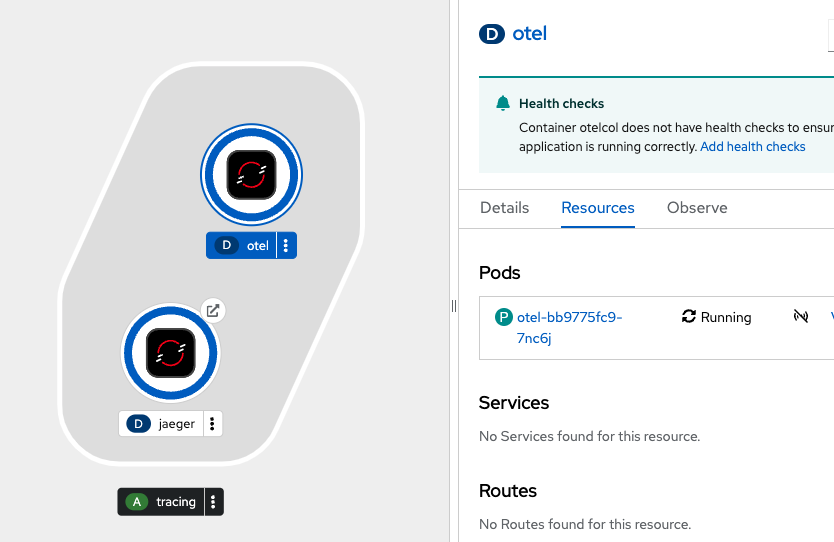 D otel
D jaeger
A tracing
D otel
Health checks
Container otelcol does not have health checks to ensur
application is running correctly. Add health checks
Details Resources Observe
Pods
P otel-bb9775fc9-
7nc6j
Running
Services
No Services found for this resource.
Routes
No Routes found for this resource.